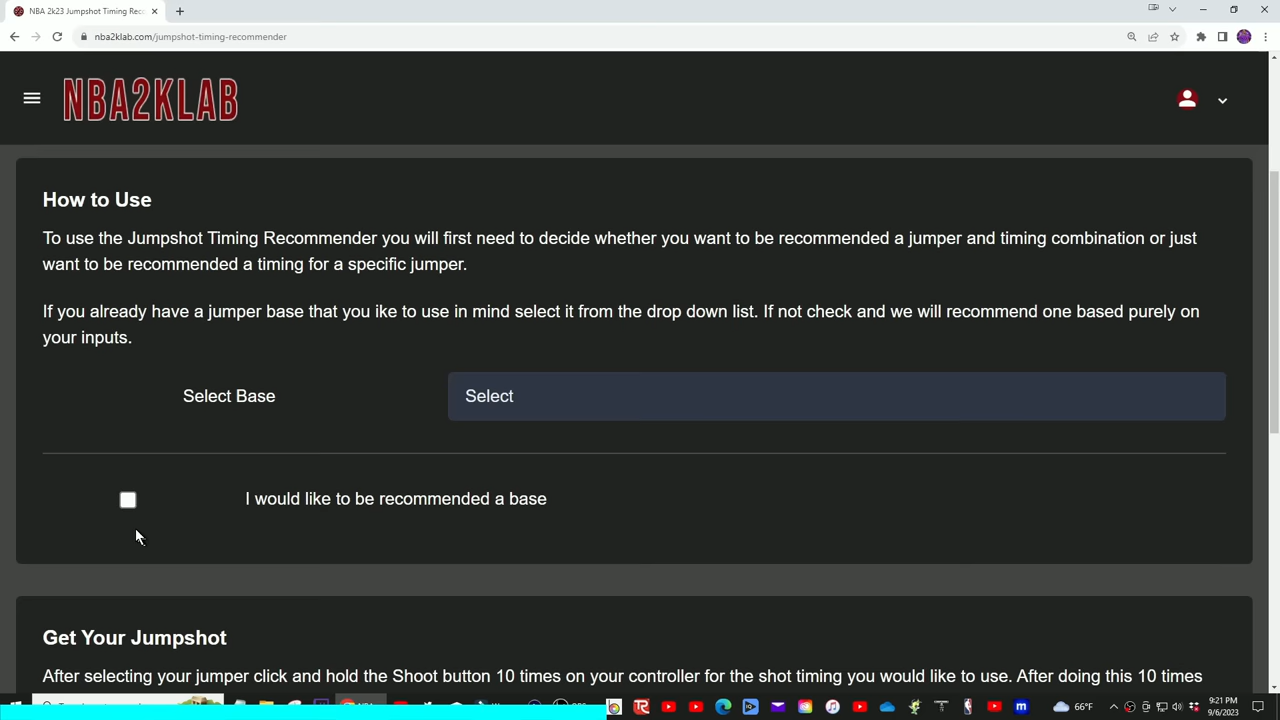 NBA 2k23 Jumpshot Timing Rec
nba2klab.com/jumpshot-timing-recommender
NBA2KLAB
How to Use
To use the Jumpshot Timing Recommender you will first need to decide whether you want to be recommended a jumper and timing combination or just
want to be recommended a timing for a specific jumper.
If you already have a jumper base that you ike to use in mind select it from the drop down list. If not check and we will recommend one based purely on
your inputs.
Select Base
Select
I would like to be recommended a base
Get Your Jumpshot
After selecting your jumper click and hold the Shoot button 10 times on your controller for the shot timing you would like to use. After doing this 10 times
66°F
9:21 PM
9/6/2023